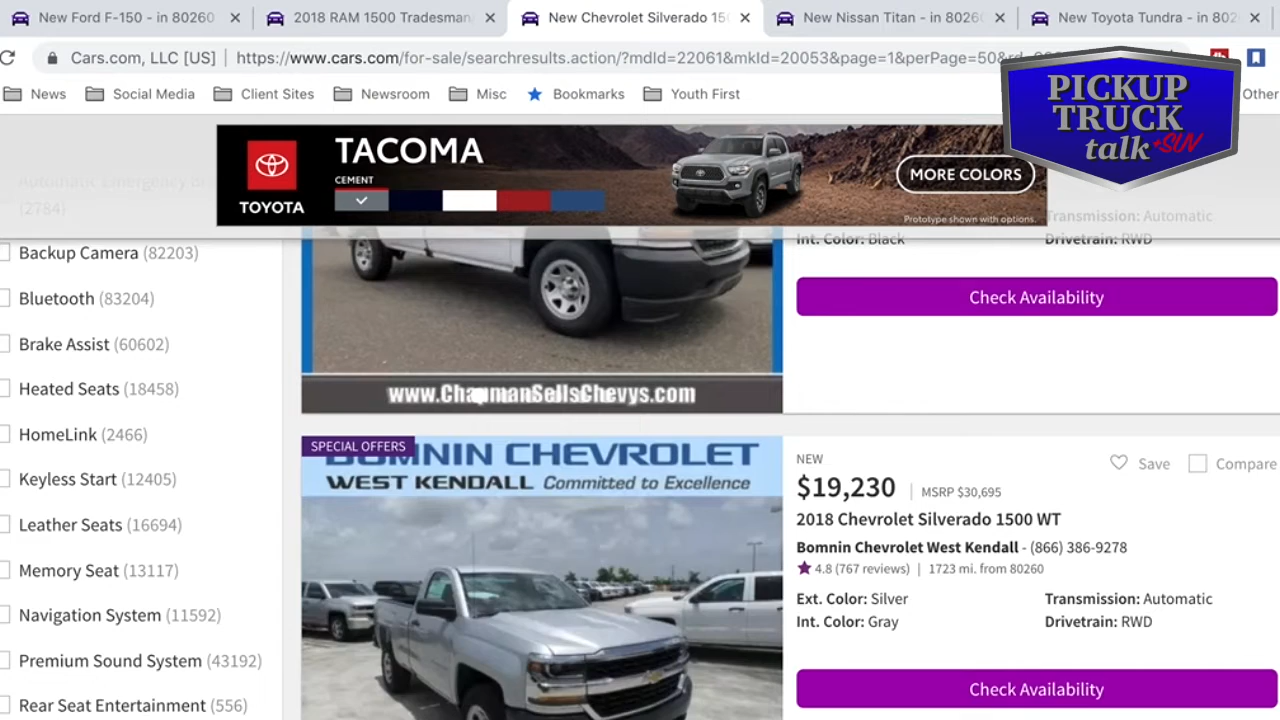 New Ford F-150 - in 80260
2018 RAM 1500 Tradesman
New Chevrolet Silverado 150
New Nissan Titan - in 80260
New Toyota Tundra - in 802
Cars.com, LLC [US]
https://www.cars.com/for-sale/searchresults.action/?mdId=22061&mkId=20053&page=1&perPage=50&rd
News
Social Media
Client Sites
Newsroom
Misc
Bookmarks
Youth First
Other
PICKUP
TRUCK
talk +SUV
TOYOTA
TACOMA
CEMENT
MORE COLORS
Prototype shown with options.
Automatic Emergency
(2784)
Backup Camera (82203)
Bluetooth (83204)
Brake Assist (60602)
Heated Seats (18458)
HomeLink (2466)
Keyless Start (12405)
Leather Seats (16694)
Memory Seat (13117)
Navigation System (11592)
Premium Sound System (43192)
Rear Seat Entertainment (556)
www.ChapmanSellsChevys.com
Transmission: Automatic
Int. Color: Black
Drivetrain: RWD
Check Availability
SPECIAL OFFERS
BOMNIN CHEVROLET
WEST KENDALL Committed to Excellence
NEW
Save
Compare
$19,230 | MSRP $30,695
2018 Chevrolet Silverado 1500 WT
Bomnin Chevrolet West Kendall - (866) 386-9278
4.8 (767 reviews) | 1723 mi. from 80260
Ext. Color: Silver
Transmission: Automatic
Int. Color: Gray
Drivetrain: RWD
Check Availability